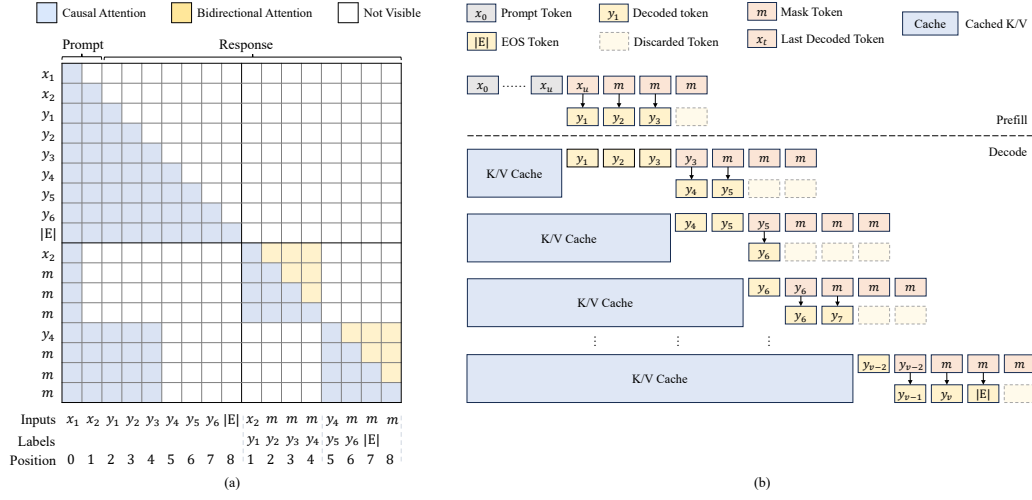 Causal Attention Bidirectional Attention Not Visible
Prompt Response
x₁
x₂
y₁
y₂
y₃
y₄
y₅
y₆
|E|
x₂
m
m
m
y₄
m
m
m
Inputs x₁ x₂ y₁ y₂ y₃ y₄ y₅ y₆ |E| x₂ m m m y₄ m m m
Labels y₁ y₂ y₃ y₄ y₅ y₆ |E|
Position 0 1 2 3 4 5 6 7 8 1 2 3 4 5 6 7 8
(a)
x₀ Prompt Token y₁ Decoded token m Mask Token Cache Cached K/V
|E| EOS Token Discarded Token xₜ Last Decoded Token
x₀ ...... xᵤ xᵤ m m m
y₁ y₂ y₃
Prefill
Decode
K/V Cache y₁ y₂ y₃ y₃ m m m
y₄ y₅
K/V Cache y₄ y₅ y₅ m m m
y₆
K/V Cache y₆ y₆ m m m
y₆ y₇
⋮ ⋮
K/V Cache yᵥ₋₂ yᵥ₋₂ m m m
yᵥ₋₁ yᵥ |E|
(b)